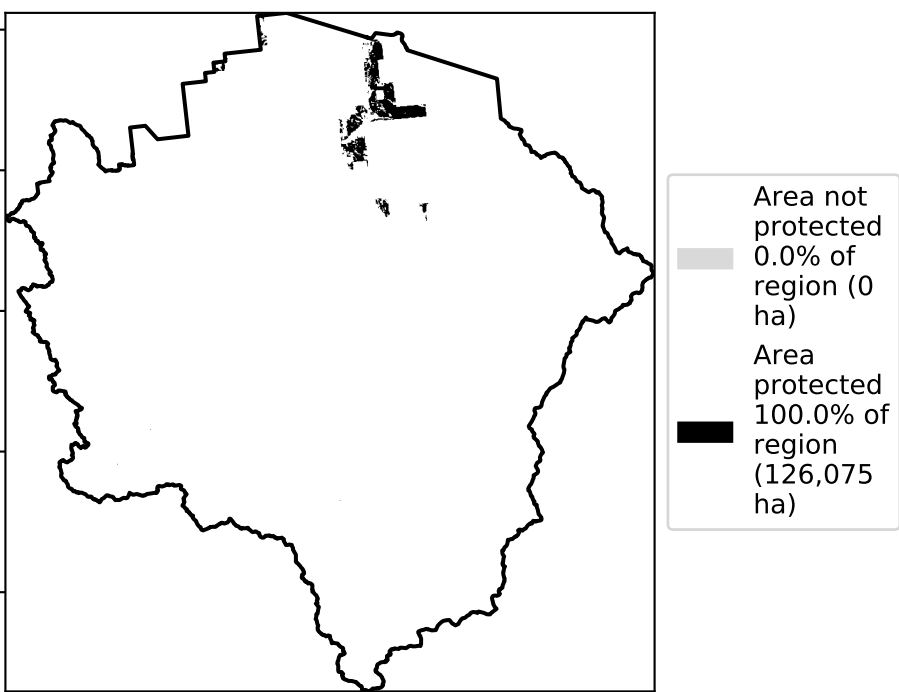 Area not
protected
0.0% of
region (0
ha)
Area
protected
100.0% of
region
(126,075
ha)